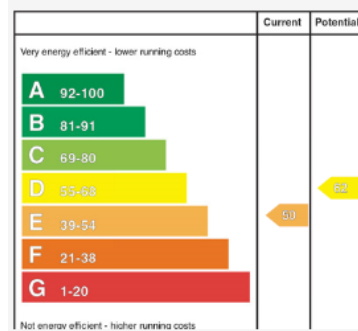 Current Potential
Very energy efficient - lower running costs
A 92-100
B 81-91
C 69-80
D 55-68
E 39-54
F 21-38
G 1-20
63
50
Not energy efficient - higher running costs